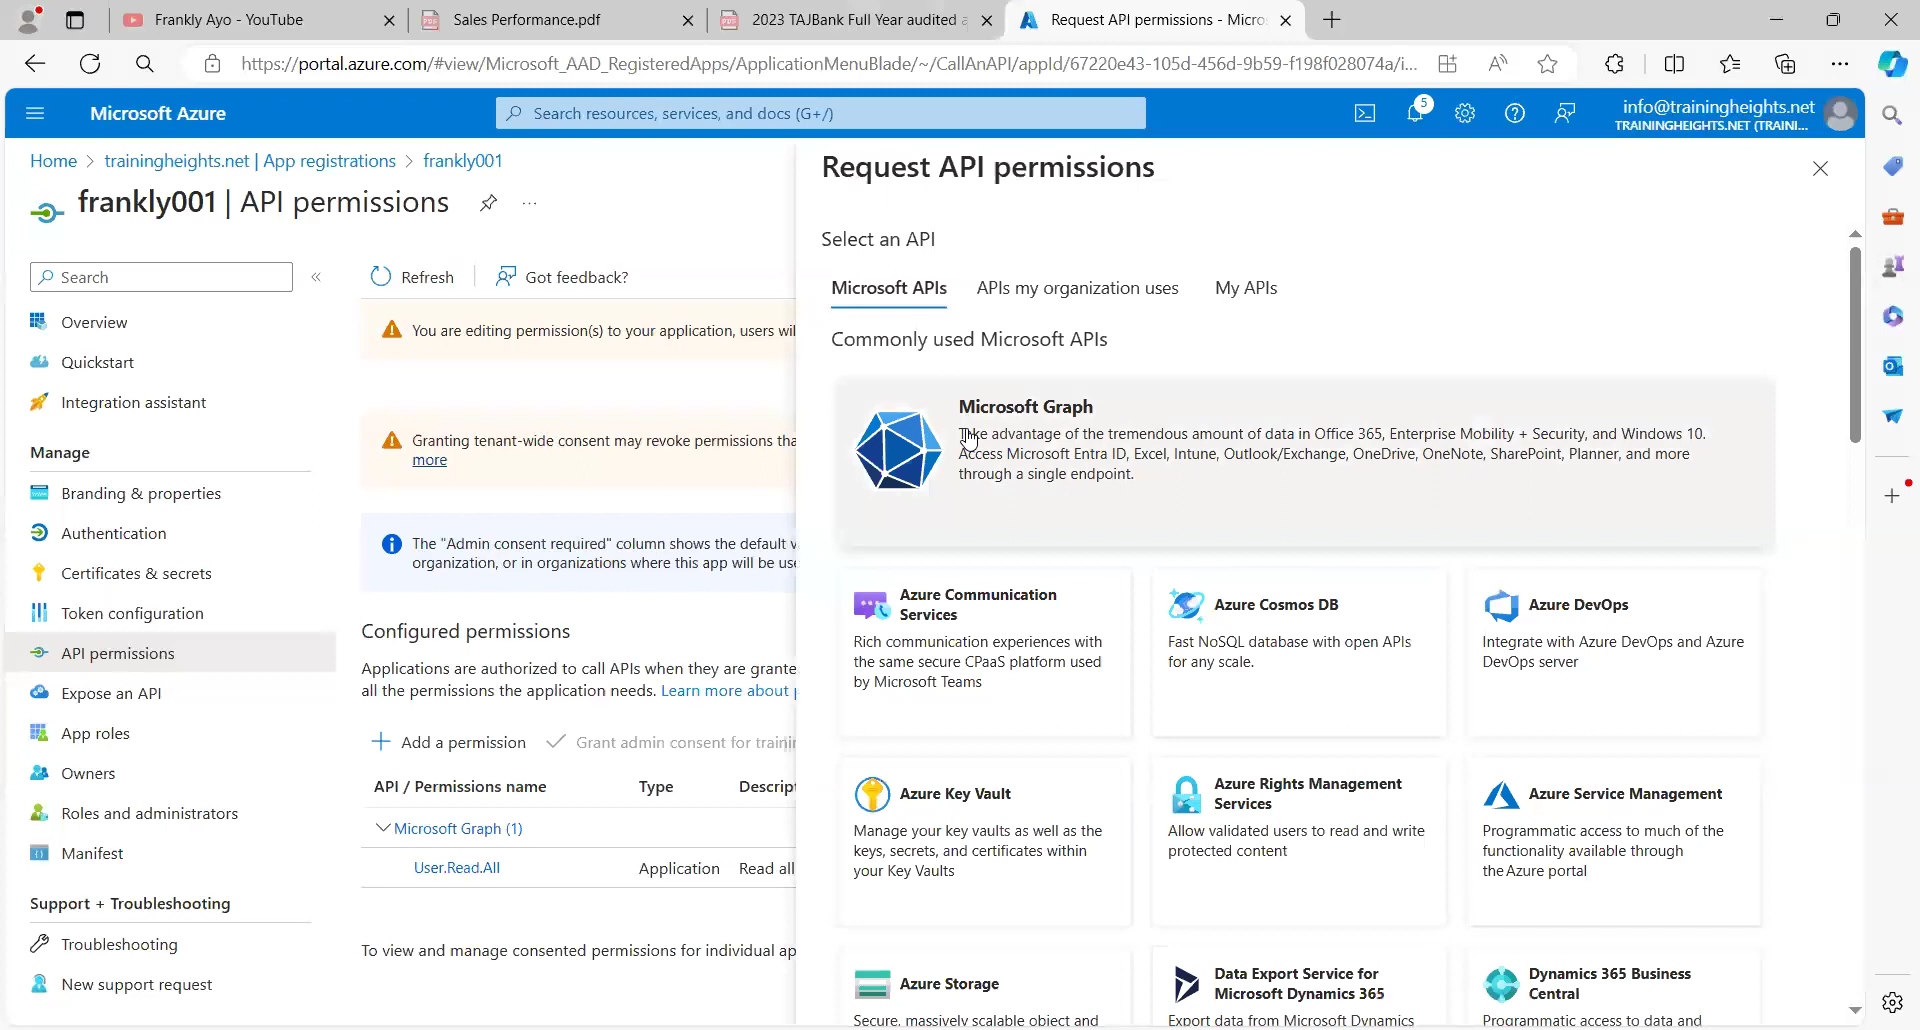 Frankly Ayo - YouTube
Sales Performance.pdf
2023 TAJBank Full Year audited a
Request API permissions - Micro
https://portal.azure.com/#view/Microsoft_AAD_RegisteredApps/ApplicationMenuBlade/~/CallAnAPI/appId/67220e43-105d-456d-9b59-f198f028074a/i...
Microsoft Azure
Search resources, services, and docs (G+/)
5
info@trainingheights.net
TRAININGHEIGHTS.NET (TRAINI...
Home > trainingheights.net | App registrations > frankly001
frankly001 | API permissions
...
Search
«
Refresh
Got feedback?
You are editing permission(s) to your application, users wil
Granting tenant-wide consent may revoke permissions tha
more
The "Admin consent required" column shows the default v
organization, or in organizations where this app will be use
Overview
Quickstart
Integration assistant
Manage
Branding & properties
Authentication
Certificates & secrets
Token configuration
API permissions
Expose an API
App roles
Owners
Roles and administrators
Manifest
Support + Troubleshooting
Troubleshooting
New support request
Configured permissions
Applications are authorized to call APIs when they are grante
all the permissions the application needs. Learn more about p
Add a permission
Grant admin consent for trainin
API / Permissions name Type Descript
Microsoft Graph (1)
User.Read.All Application Read all
To view and manage consented permissions for individual ap
Request API permissions
Select an API
Microsoft APIs APIs my organization uses My APIs
Commonly used Microsoft APIs
Microsoft Graph
Take advantage of the tremendous amount of data in Office 365, Enterprise Mobility + Security, and Windows 10.
Access Microsoft Entra ID, Excel, Intune, Outlook/Exchange, OneDrive, OneNote, SharePoint, Planner, and more
through a single endpoint.
Azure Communication
Services
Rich communication experiences with
the same secure CPaaS platform used
by Microsoft Teams
Azure Cosmos DB
Fast NoSQL database with open APIs
for any scale.
Azure DevOps
Integrate with Azure DevOps and Azure
DevOps server
Azure Key Vault
Manage your key vaults as well as the
keys, secrets, and certificates within
your Key Vaults
Azure Rights Management
Services
Allow validated users to read and write
protected content
Azure Service Management
Programmatic access to much of the
functionality available through
the Azure portal
Azure Storage
Secure, massively scalable object and
Data Export Service for
Microsoft Dynamics 365
Export data from Microsoft Dynamics
Dynamics 365 Business
Central
Programmatic access to data and